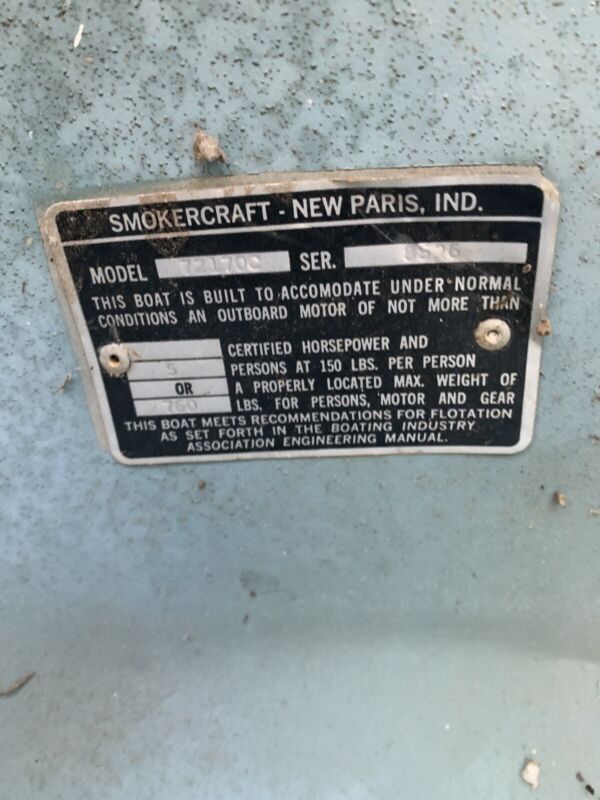 SMOKERCRAFT - NEW PARIS, IND.
MODEL 72170C SER.
THIS BOAT IS BUILT TO ACCOMODATE UNDER NORMAL
CONDITIONS AN OUTBOARD MOTOR OF NOT MORE THAN
CERTIFIED HORSEPOWER AND
5 PERSONS AT 150 LBS. PER PERSON
OR A PROPERLY LOCATED MAX. WEIGHT OF
760 LBS. FOR PERSONS, MOTOR AND GEAR
THIS BOAT MEETS RECOMMENDATIONS FOR FLOTATION
AS SET FORTH IN THE BOATING INDUSTRY
ASSOCIATION ENGINEERING MANUAL.